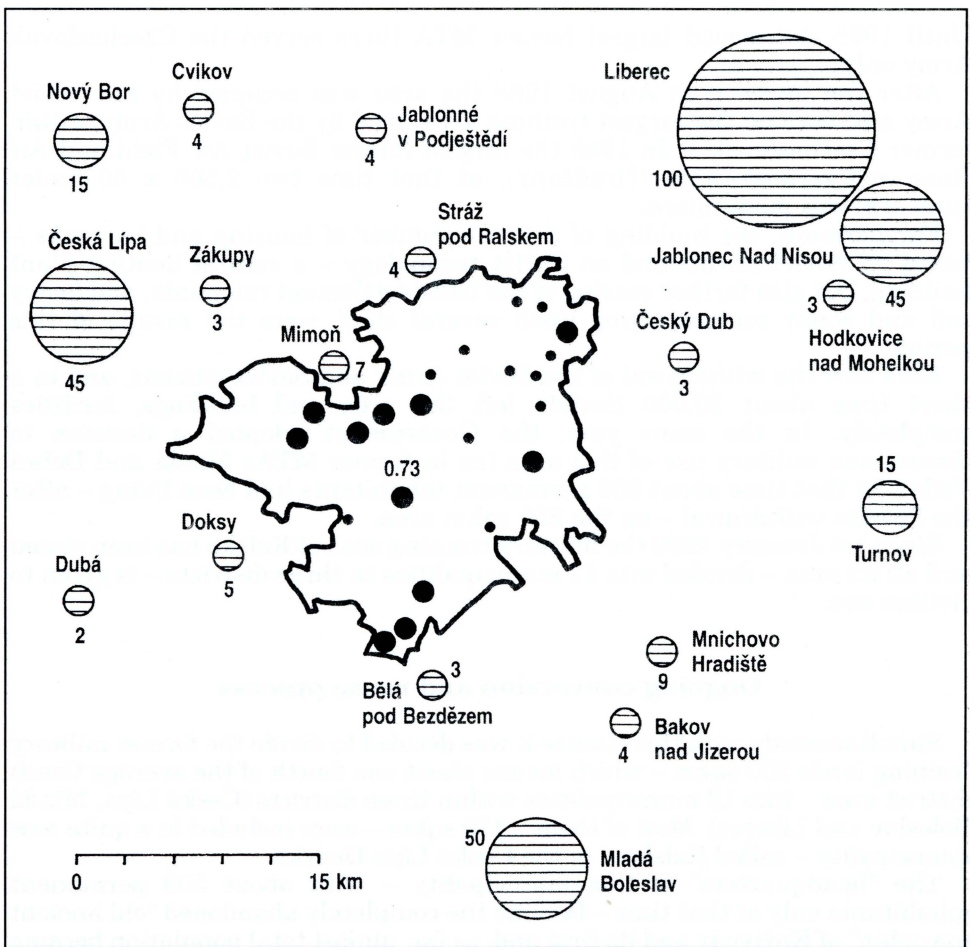 Liberec
100
Cvikov
4
Nový Bor
15
Jablonné
v Podještědí
4
Stráž
pod Ralskem
4
Jablonec Nad Nisou
45
Česká Lípa
45
Zákupy
3
Hodkovice
nad Mohelkou
3
Mimoň
7
Český Dub
3
0.73
15
Turnov
Doksy
5
Dubá
2
Mnichovo
Hradiště
9
Bělá
pod Bezdězem
3
Bakov
nad Jizerou
4
50
Mladá
Boleslav
0
15 km